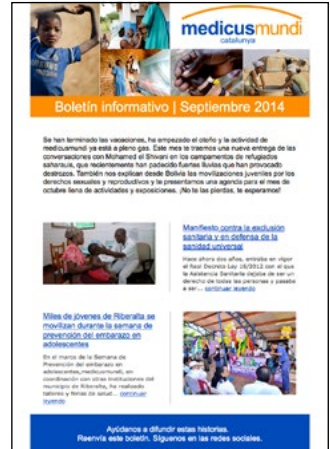 medicusmundi
catalunya
Boletín informativo | Septiembre 2014
Se han terminado las vacaciones, ha empezado el otoño y la actividad de
medicusmundi ya está a pleno gas. Este mes te traemos una nueva entrega de las
conversaciones con Mohamed el Shivani en los campamentos de refugiados
saharauis, que recientemente han padecido fuertes lluvias que han provocado
destrozos. También nos explican desde Bolivia las movilizaciones juveniles por los
derechos sexuales y reproductivos y te presentamos una agenda para el mes de
octubre llena de actividades y exposiciones. ¡No te las pierdas, te esperamos!
Manifiesto contra la exclusión
sanitaria y en defensa de la
sanidad universal
Hace ahora dos años, entraba en vigor
el Real Decreto Ley 16/2012 con el que
la Asistencia Sanitaria dejaba de ser un
derecho de todas las personas y pasaba
a ser... continuar leyendo
Miles de jóvenes de Riberalta se
movilizan durante la semana de
prevención del embarazo en
adolescentes
En el marco de la Semana de
Prevención del embarazo en
adolescentes, medicusmundi, en
coordinación con otras instituciones del
municipio de Riberalta, ha realizado
talleres y ferias de salud... continuar
leyendo
Ayúdanos a difundir estas historias.
Reenvía este boletín. Síguenos en las redes sociales.